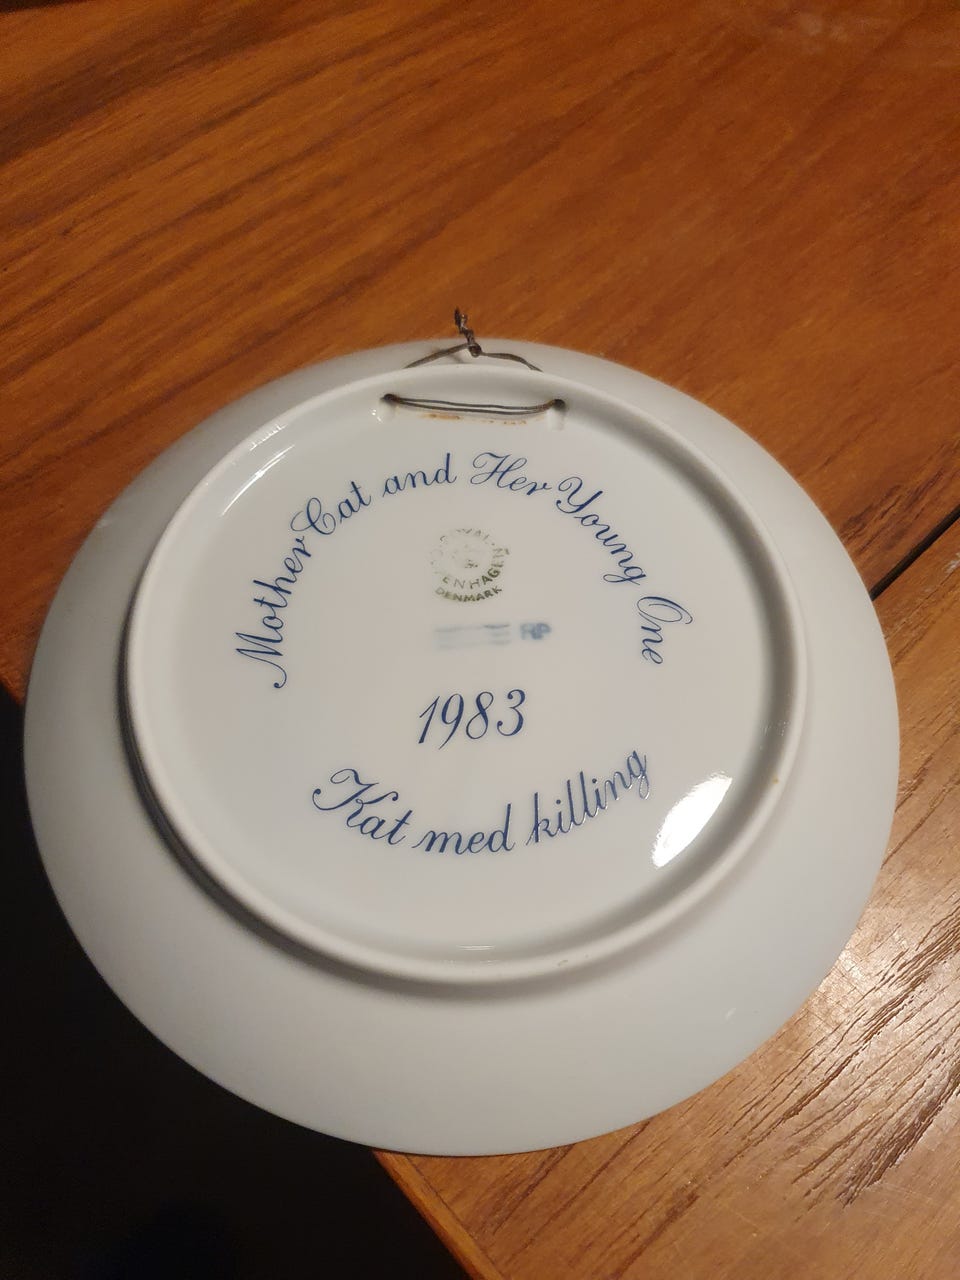 Mother Cat and Her Young One
DENMARK
RP
1983
Kat med killing